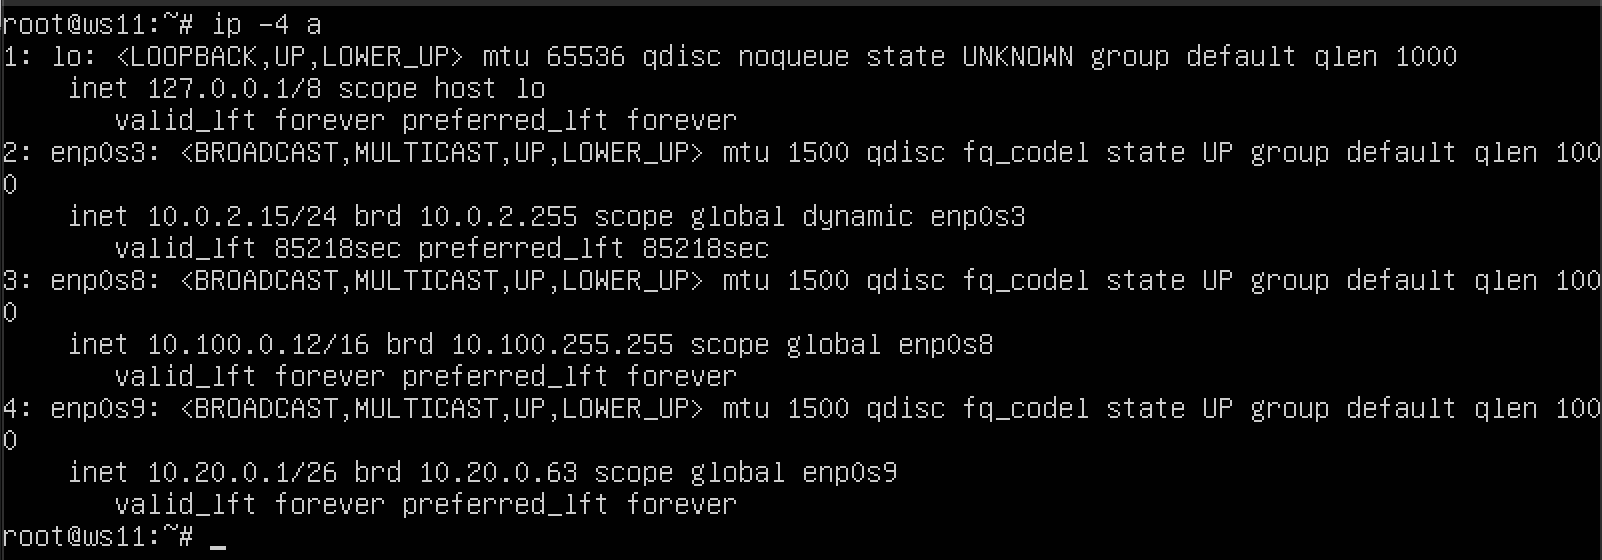 root@ws11:~# ip -4 a
1: lo: <LOOPBACK,UP,LOWER_UP> mtu 65536 qdisc noqueue state UNKNOWN group default qlen 1000
    inet 127.0.0.1/8 scope host lo
       valid_lft forever preferred_lft forever
2: enp0s3: <BROADCAST,MULTICAST,UP,LOWER_UP> mtu 1500 qdisc fq_codel state UP group default qlen 100
0
    inet 10.0.2.15/24 brd 10.0.2.255 scope global dynamic enp0s3
       valid_lft 85218sec preferred_lft 85218sec
3: enp0s8: <BROADCAST,MULTICAST,UP,LOWER_UP> mtu 1500 qdisc fq_codel state UP group default qlen 100
0
    inet 10.100.0.12/16 brd 10.100.255.255 scope global enp0s8
       valid_lft forever preferred_lft forever
4: enp0s9: <BROADCAST,MULTICAST,UP,LOWER_UP> mtu 1500 qdisc fq_codel state UP group default qlen 100
0
    inet 10.20.0.1/26 brd 10.20.0.63 scope global enp0s9
       valid_lft forever preferred_lft forever
root@ws11:~# _